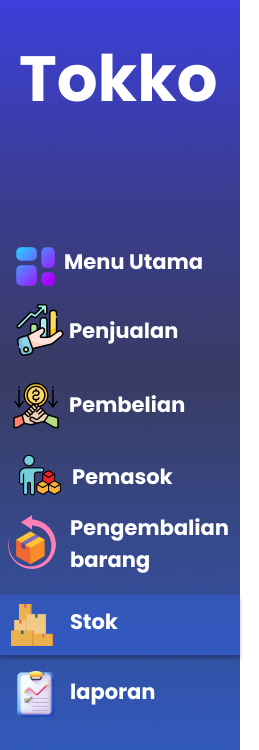 Tokko
Menu Utama
Penjualan
Pembelian
Pemasok
Pengembalian
barang
Stok
laporan